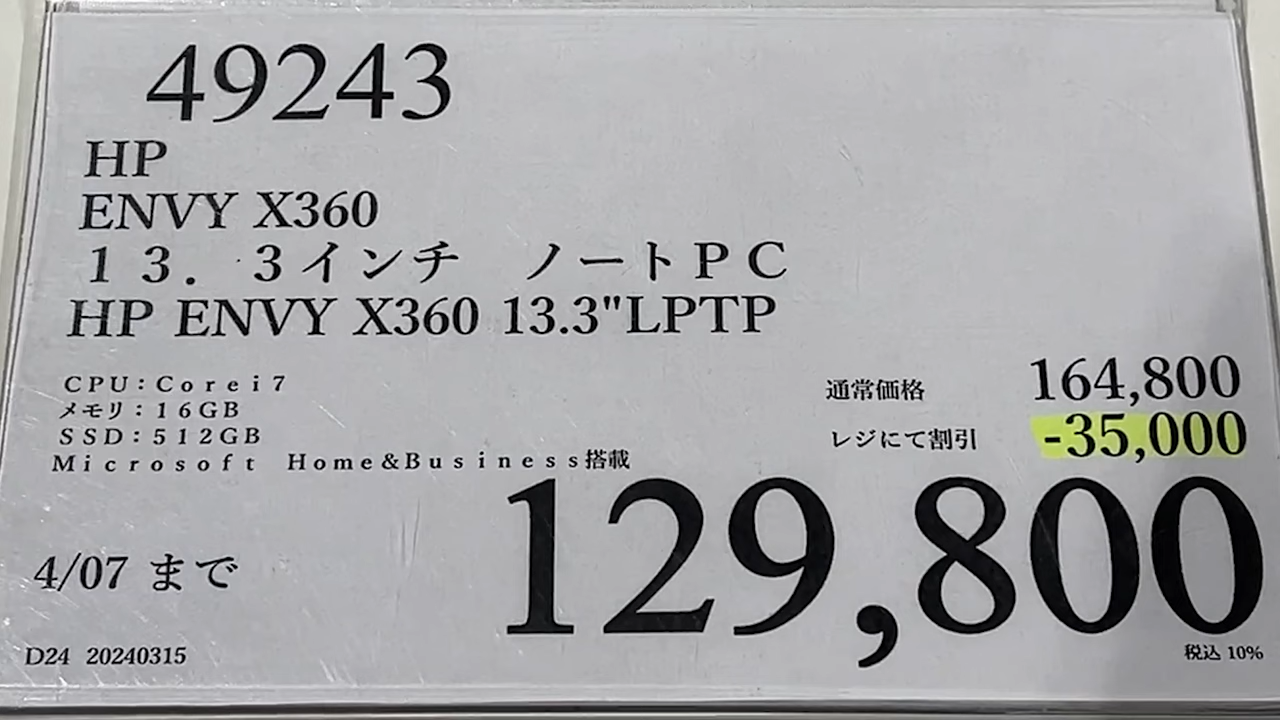 49243
HP
ENVY X360
１３．３インチ　ノートＰＣ
HP ENVY X360 13.3"LPTP
ＣＰＵ：Ｃｏｒｅｉ７
メモリ：１６ＧＢ
ＳＳＤ：５１２ＧＢ
Ｍｉｃｒｏｓｏｆｔ　Ｈｏｍｅ＆Ｂｕｓｉｎｅｓｓ搭載
通常価格 164,800
レジにて割引 -35,000
129,800
4/07 まで
D24 20240315
税込 10%